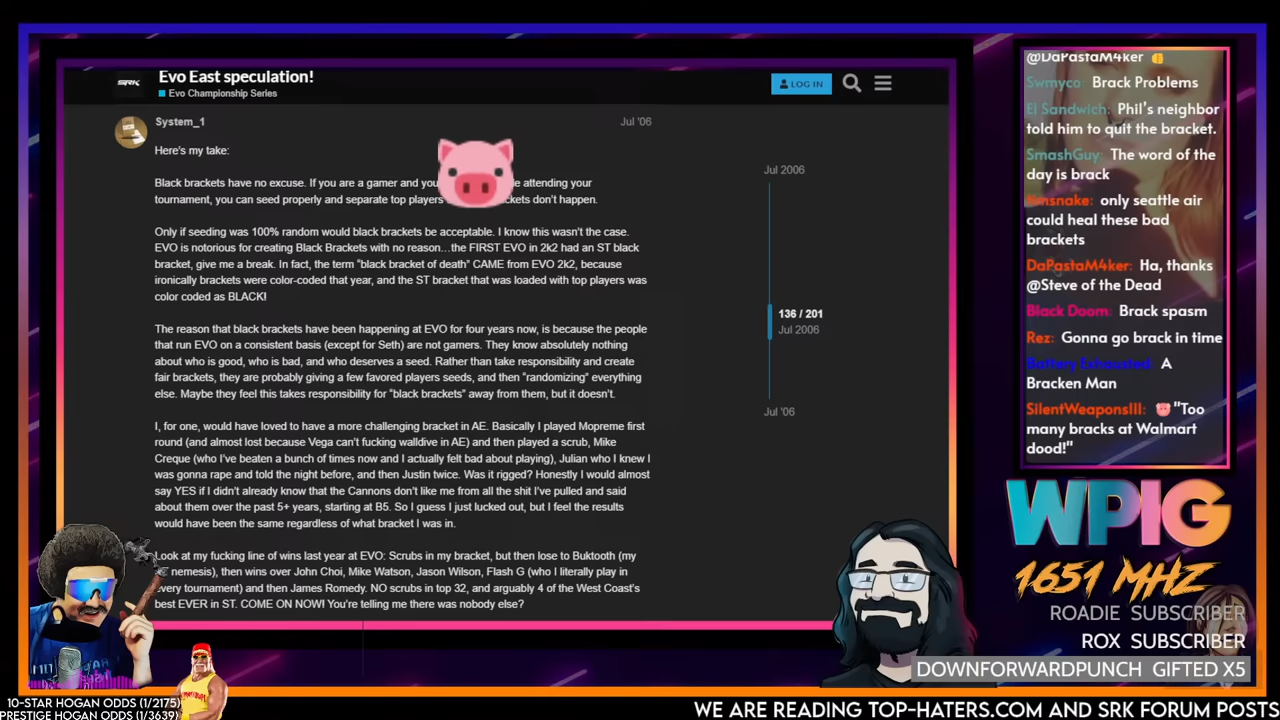 SRK
Evo East speculation!
Evo Championship Series
LOG IN
System_1
Jul '06
Here's my take:
Black brackets have no excuse. If you are a gamer and you
e attending your
tournament, you can seed properly and separate top players
ckets don't happen.
Only if seeding was 100% random would black brackets be acceptable. I know this wasn't the case.
EVO is notorious for creating Black Brackets with no reason…the FIRST EVO in 2k2 had an ST black
bracket, give me a break. In fact, the term "black bracket of death" CAME from EVO 2k2, because
ironically brackets were color-coded that year, and the ST bracket that was loaded with top players was
color coded as BLACK!
The reason that black brackets have been happening at EVO for four years now, is because the people
that run EVO on a consistent basis (except for Seth) are not gamers. They know absolutely nothing
about who is good, who is bad, and who deserves a seed. Rather than take responsibility and create
fair brackets, they are probably giving a few favored players seeds, and then "randomizing" everything
else. Maybe they feel this takes responsibility for "black brackets" away from them, but it doesn't.
I, for one, would have loved to have a more challenging bracket in AE. Basically I played Mopreme first
round (and almost lost because Vega can't fucking walldive in AE) and then played a scrub, Mike
Creque (who I've beaten a bunch of times now and I actually felt bad about playing), Julian who I knew I
was gonna rape and told the night before, and then Justin twice. Was it rigged? Honestly I would almost
say YES if I didn't already know that the Cannons don't like me from all the shit I've pulled and said
about them over the past 5+ years, starting at B5. So I guess I just lucked out, but I feel the results
would have been the same regardless of what bracket I was in.
Look at my fucking line of wins last year at EVO: Scrubs in my bracket, but then lose to Buktooth (my
nemesis), then wins over John Choi, Mike Watson, Jason Wilson, Flash G (who I literally play in
every tournament) and then James Romedy. NO scrubs in top 32, and arguably 4 of the West Coast's
best EVER in ST. COME ON NOW! You're telling me there was nobody else?
Jul 2006
136 / 201
Jul 2006
Jul '06
@DaPastaM4ker
Swmyco: Brack Problems
El Sandwich: Phil's neighbor
told him to quit the bracket.
SmashGuy: The word of the
day is brack
timsnake: only seattle air
could heal these bad
brackets
DaPastaM4ker: Ha, thanks
@Steve of the Dead
Black Doom: Brack spasm
Rez: Gonna go brack in time
Battery Exhausted: A
Bracken Man
SilentWeaponsIII: "Too
many bracks at Walmart
dood!"
WPIG
1651 MHZ
ROADIE SUBSCRIBER
ROX SUBSCRIBER
DOWNFORWARDPUNCH GIFTED X5
10-STAR HOGAN ODDS (1/2175)
PRESTIGE HOGAN ODDS (1/3639)
WE ARE READING TOP-HATERS.COM AND SRK FORUM POSTS